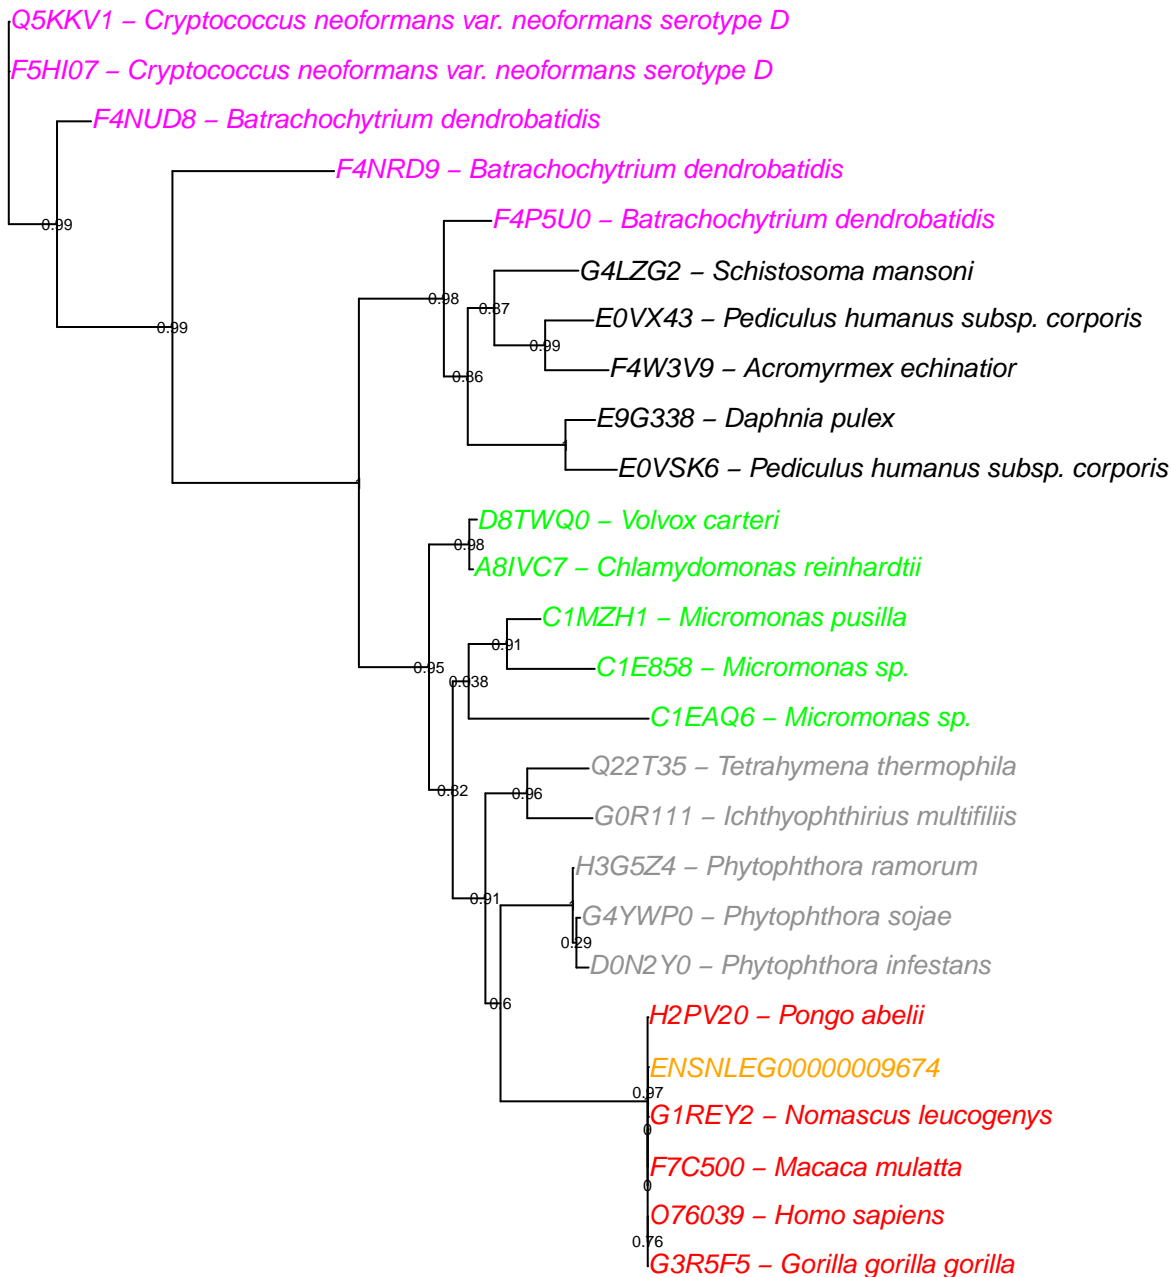 Q5KKV1 – Cryptococcus neoformans var. neoformans serotype D
F5HI07 – Cryptococcus neoformans var. neoformans serotype D
F4NUD8 – Batrachochytrium dendrobatidis
F4NRD9 – Batrachochytrium dendrobatidis
F4P5U0 – Batrachochytrium dendrobatidis
0.99
G4LZG2 – Schistosoma mansoni
0.98
0.87
E0VX43 – Pediculus humanus subsp. corporis
0.99
0.99
F4W3V9 – Acromyrmex echinatior
0.86
E9G338 – Daphnia pulex
1
E0VSK6 – Pediculus humanus subsp. corporis
1
D8TWQ0 – Volvox carteri
0.98
A8IVC7 – Chlamydomonas reinhardtii
C1MZH1 – Micromonas pusilla
0.91
0.95
C1E858 – Micromonas sp.
0.038
C1EAQ6 – Micromonas sp.
Q22T35 – Tetrahymena thermophila
0.82
0.96
G0R111 – Ichthyophthirius multifiliis
H3G5Z4 – Phytophthora ramorum
0.91
1
G4YWP0 – Phytophthora sojae
0.29
D0N2Y0 – Phytophthora infestans
0.6
H2PV20 – Pongo abelii
ENSNLEG00000009674
0.97
G1REY2 – Nomascus leucogenys
0
F7C500 – Macaca mulatta
0
O76039 – Homo sapiens
0.76
G3R5F5 – Gorilla gorilla gorilla